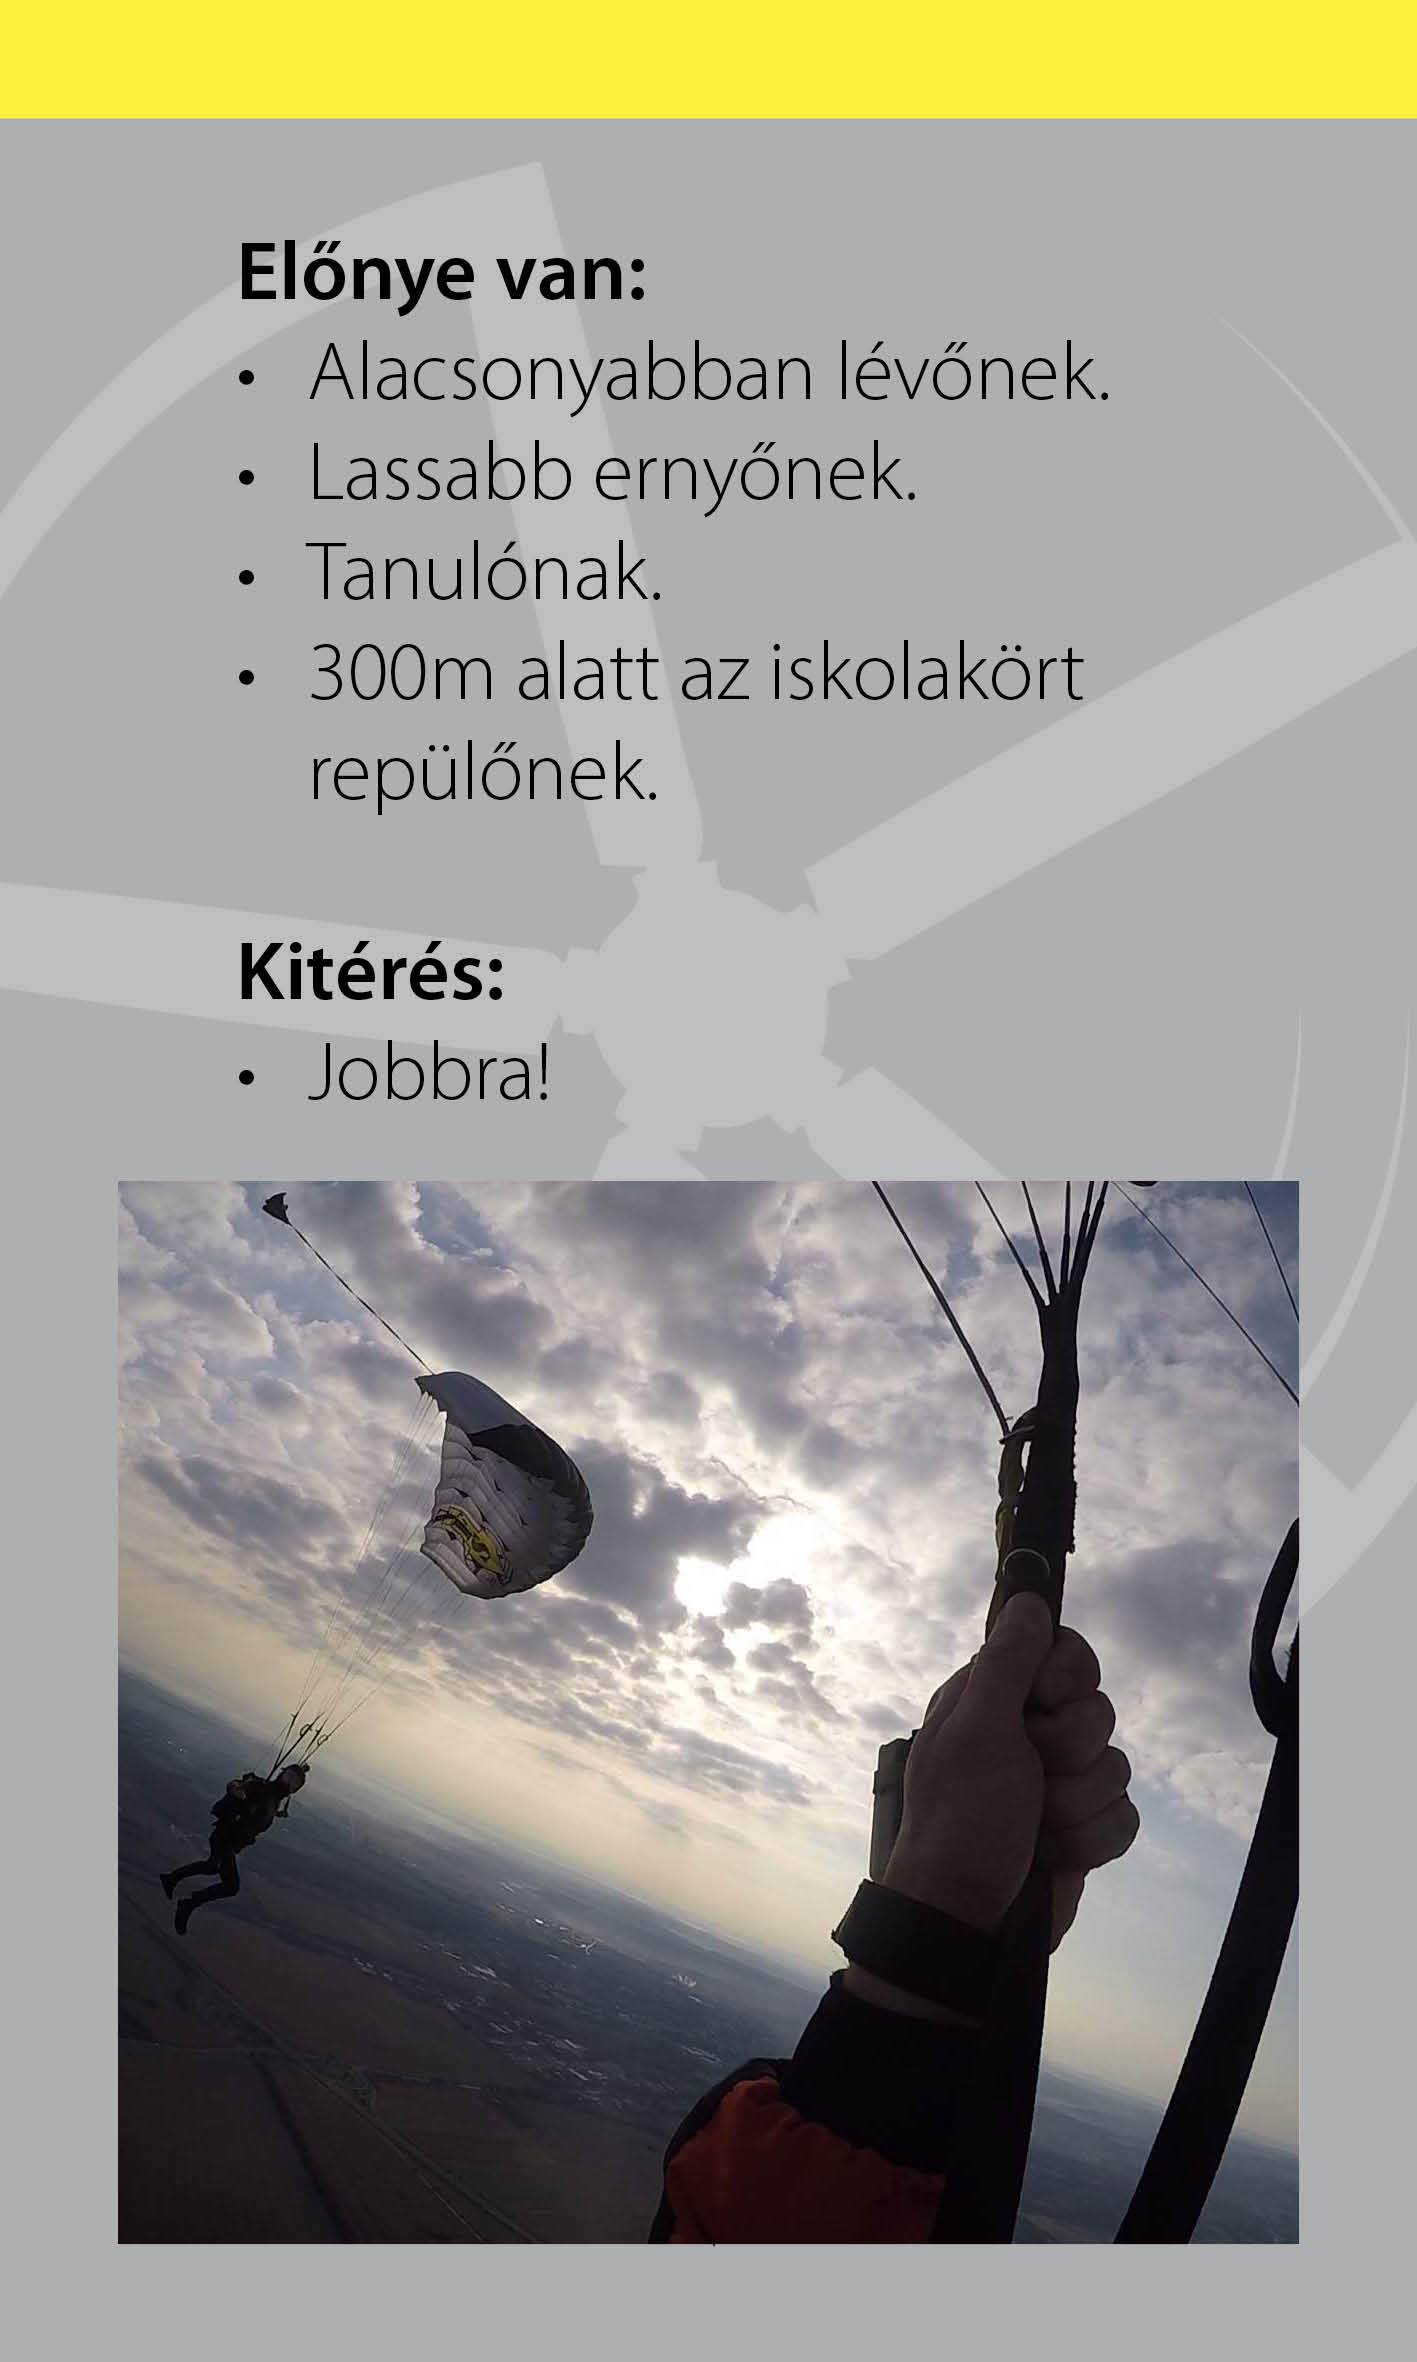 Előnye van:
• Alacsonyabban lévőnek.
• Lassabb ernyőnek.
• Tanulónak.
• 300m alatt az iskolakört
repülőnek.
Kitérés:
• Jobbra!